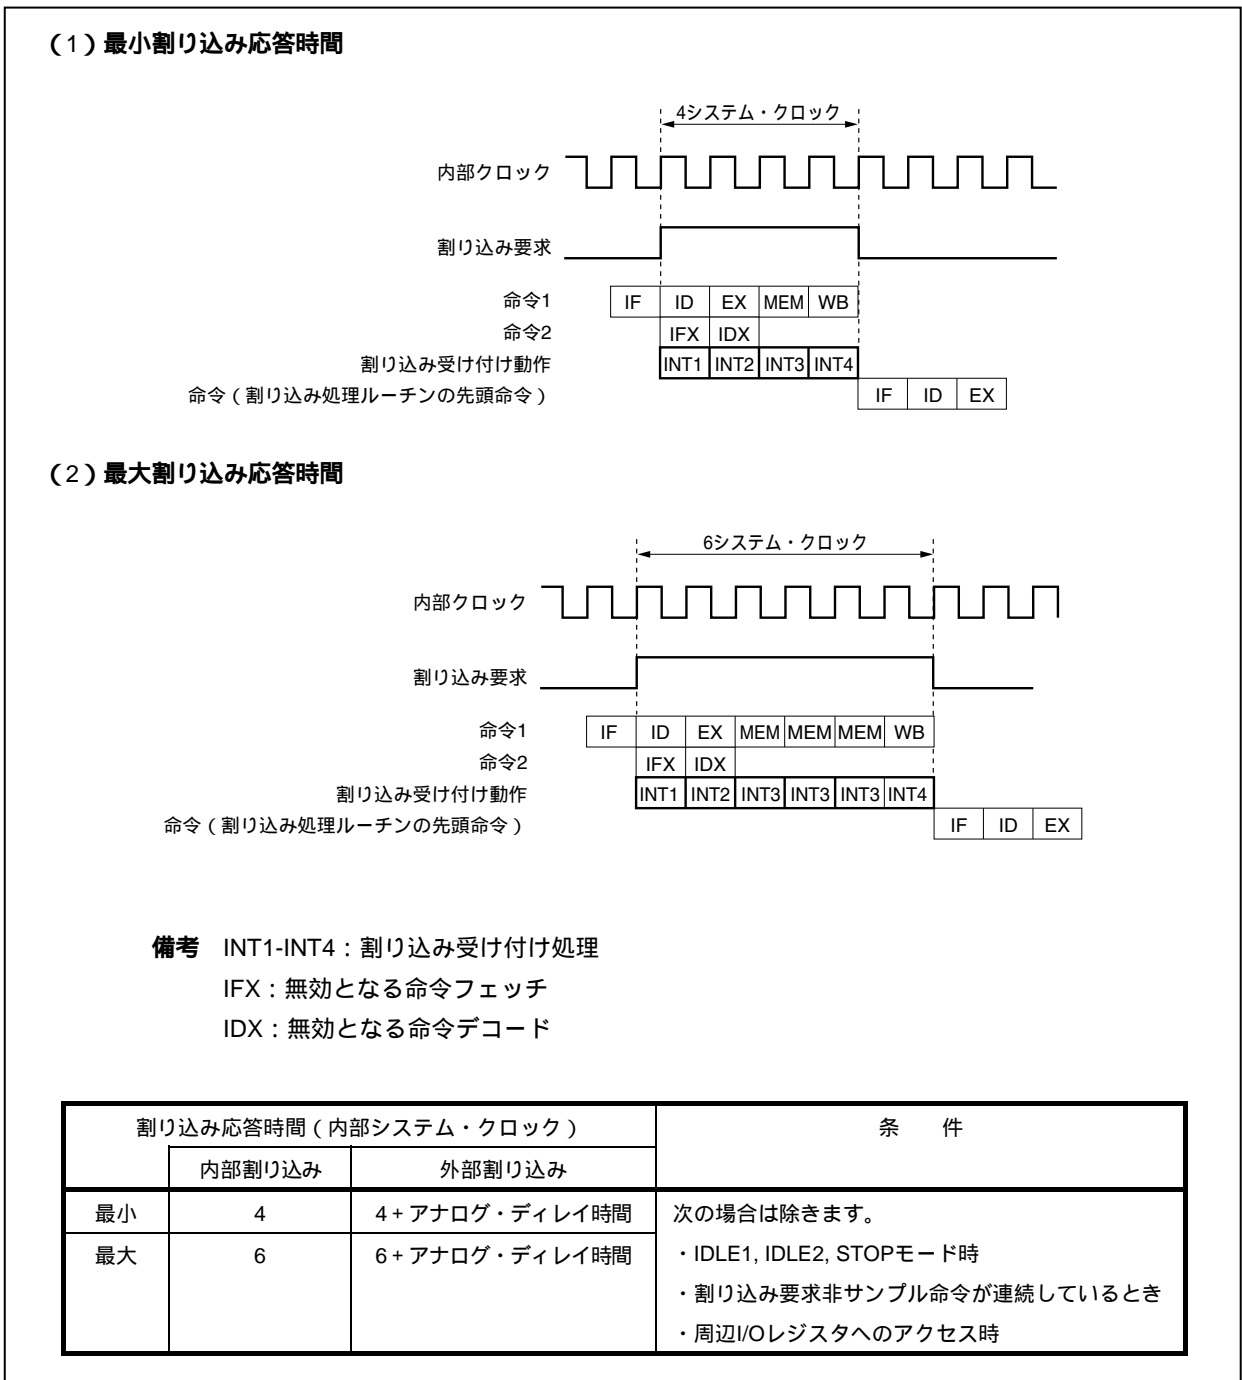 （1）最小割り込み応答時間
4システム・クロック
内部クロック
割り込み要求
命令1 IF ID EX MEM WB
命令2 IFX IDX
割り込み受け付け動作 INT1 INT2 INT3 INT4
命令（割り込み処理ルーチンの先頭命令） IF ID EX
（2）最大割り込み応答時間
6システム・クロック
内部クロック
割り込み要求
命令1 IF ID EX MEM MEM MEM WB
命令2 IFX IDX
割り込み受け付け動作 INT1 INT2 INT3 INT3 INT3 INT4
命令（割り込み処理ルーチンの先頭命令） IF ID EX
備考 INT1-INT4：割り込み受け付け処理
IFX：無効となる命令フェッチ
IDX：無効となる命令デコード
割り込み応答時間（内部システム・クロック） 条 件
内部割り込み 外部割り込み
最小 4 4+アナログ・ディレイ時間 次の場合は除きます。
最大 6 6+アナログ・ディレイ時間 ・IDLE1, IDLE2, STOPモード時
・割り込み要求非サンプル命令が連続しているとき
・周辺I/Oレジスタへのアクセス時